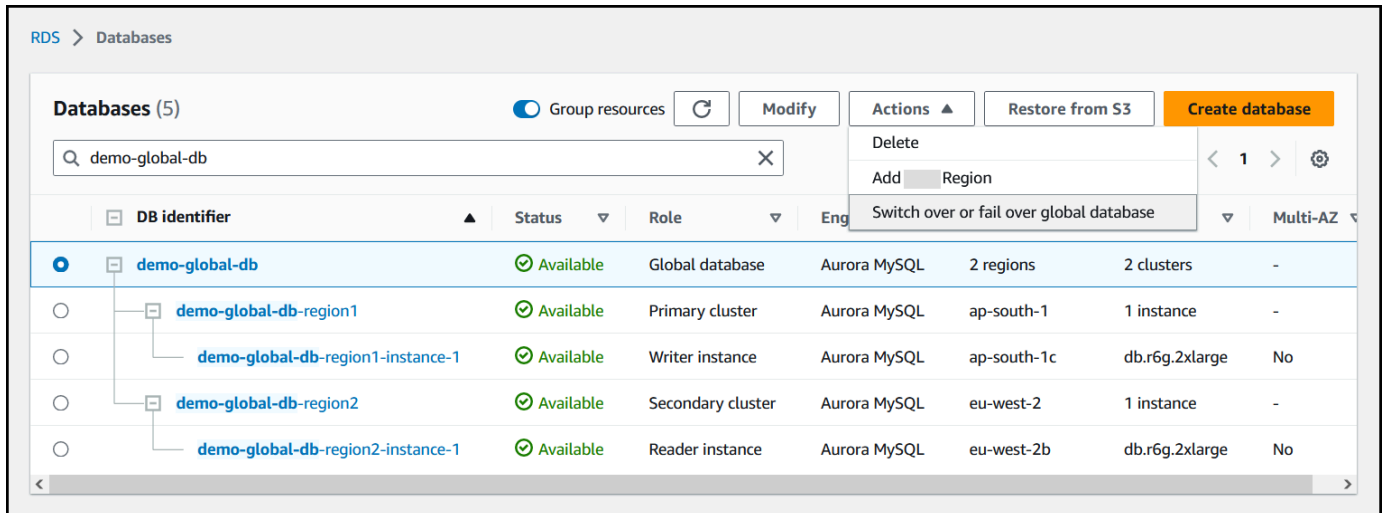 RDS > Databases
Databases (5) Group resources Modify Actions ▲ Restore from S3 Create database
demo-global-db
Delete
Add Region
Switch over or fail over global database
< 1 >
DB identifier ▲ Status Role Eng Multi-AZ
demo-global-db Available Global database Aurora MySQL 2 regions 2 clusters -
demo-global-db-region1 Available Primary cluster Aurora MySQL ap-south-1 1 instance -
demo-global-db-region1-instance-1 Available Writer instance Aurora MySQL ap-south-1c db.r6g.2xlarge No
demo-global-db-region2 Available Secondary cluster Aurora MySQL eu-west-2 1 instance -
demo-global-db-region2-instance-1 Available Reader instance Aurora MySQL eu-west-2b db.r6g.2xlarge No